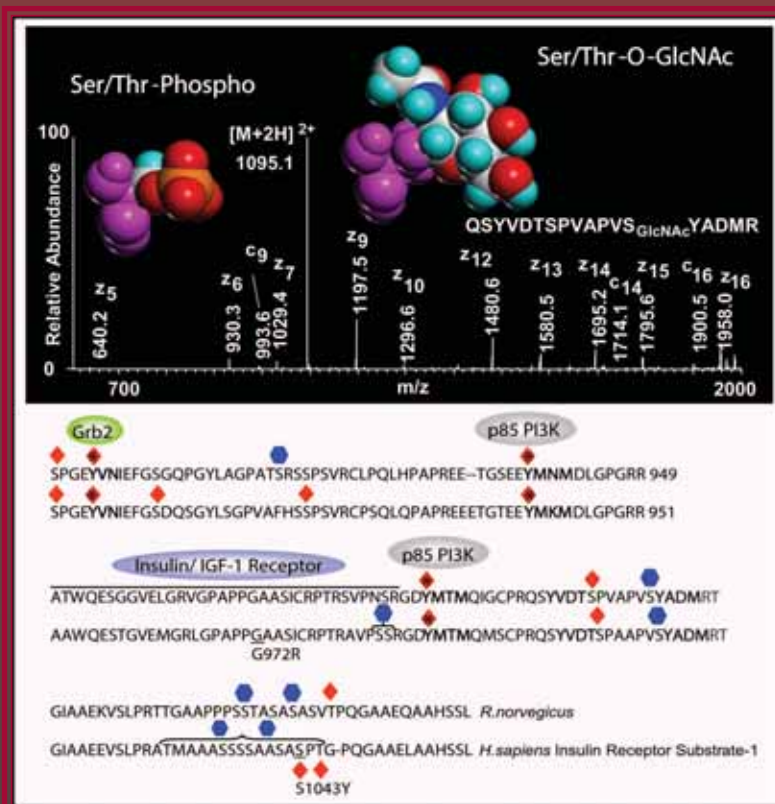 Ser/Thr-Phospho
Ser/Thr-O-GlcNAc
100
[M+2H] 2+
1095.1
QSYVDTSPVAPVSGlcNAcYADMR
Relative Abundance
z5
640.2
z6
930.3
c9
993.6
z7
1029.4
z9
1197.5
z10
1296.6
z12
1480.6
z13
1580.5
z14
1695.2
c14
1714.1
z15
1795.6
c16
1900.5
z16
1958.0
0
700
m/z
2000
Grb2
p85 PI3K
SPGEYVNIEFGSGQPGYLAGPATSRSSPSVRCLPQLHPAPREE--TGSEEYMNMDLGPGRR 949
SPGEYVNIEFGSDQSGYLSGPVAFHSSPSVRCPSQLQPAPREEETGTEEYMKMDLGPGRR 951
Insulin/ IGF-1 Receptor
p85 PI3K
ATWQESGGVELGRVGPAPPGAASICRPTRSVPNSRGDYMTMQIGCPRQSYVDTSPVAPVSYADMRT
AAWQESTGVEMGRLGPAPPGAASICRPTRAVPSSRGDYMTMQMSCPRQSYVDTSPAAPVSYADMRT
G972R
GIAAEKVSLPRTTGAAPPPSSTASASASVTPQGAAEQAAHSSL R.norvegicus
GIAAEEVSLPRATMAAASSSSAASASPTG-PQGAAELAAHSSL H.sapiens Insulin Receptor Substrate-1
S1043Y